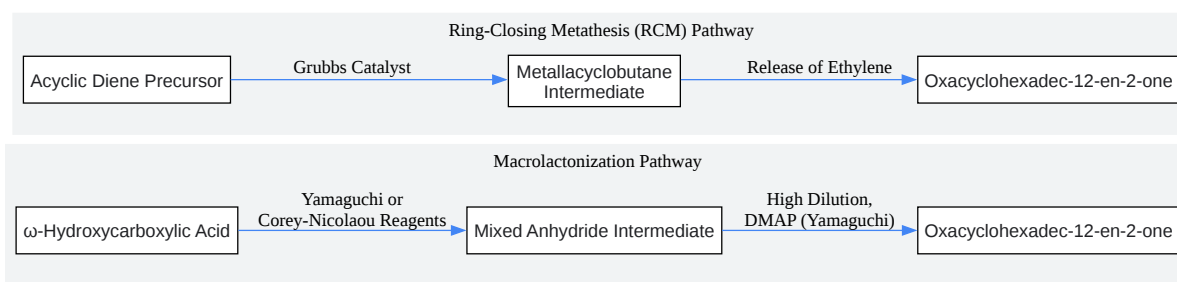 Ring-Closing Metathesis (RCM) Pathway
Acyclic Diene Precursor
Grubbs Catalyst
Metallacyclobutane
Intermediate
Release of Ethylene
Oxacyclohexadec-12-en-2-one
Macrolactonization Pathway
ω-Hydroxycarboxylic Acid
Yamaguchi or
Corey-Nicolaou Reagents
Mixed Anhydride Intermediate
High Dilution,
DMAP (Yamaguchi)
Oxacyclohexadec-12-en-2-one